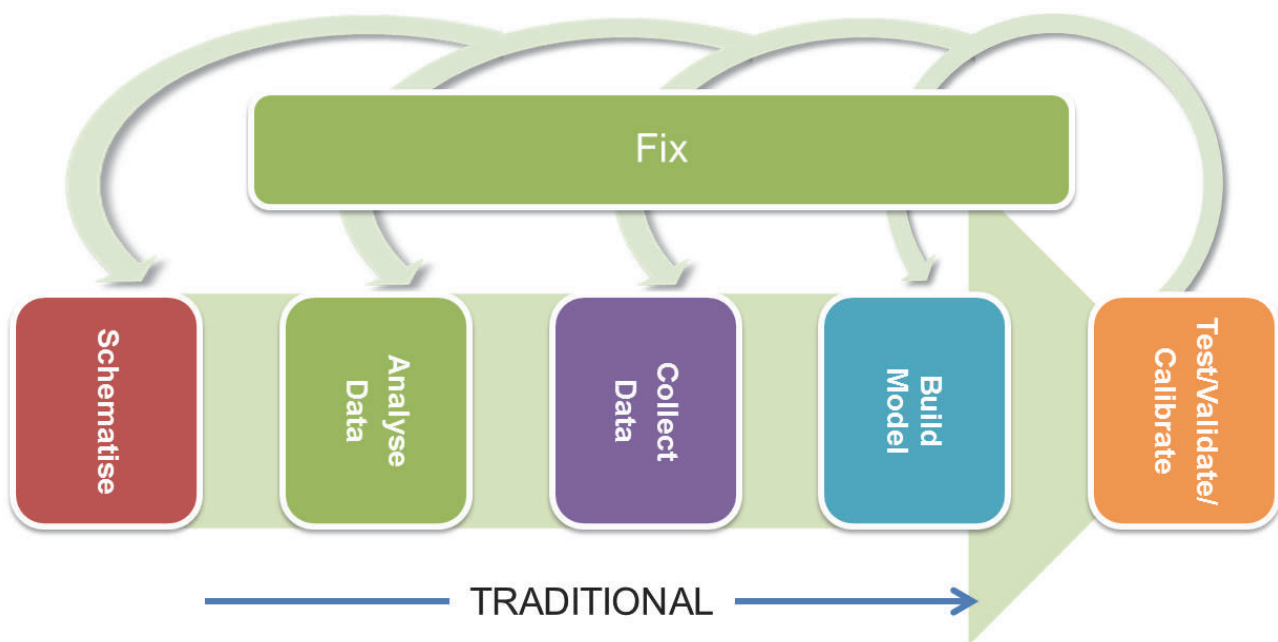 Fix
Schematise
Analyse
Data
Collect
Data
Build
Model
Test/Validate/
Calibrate
TRADITIONAL